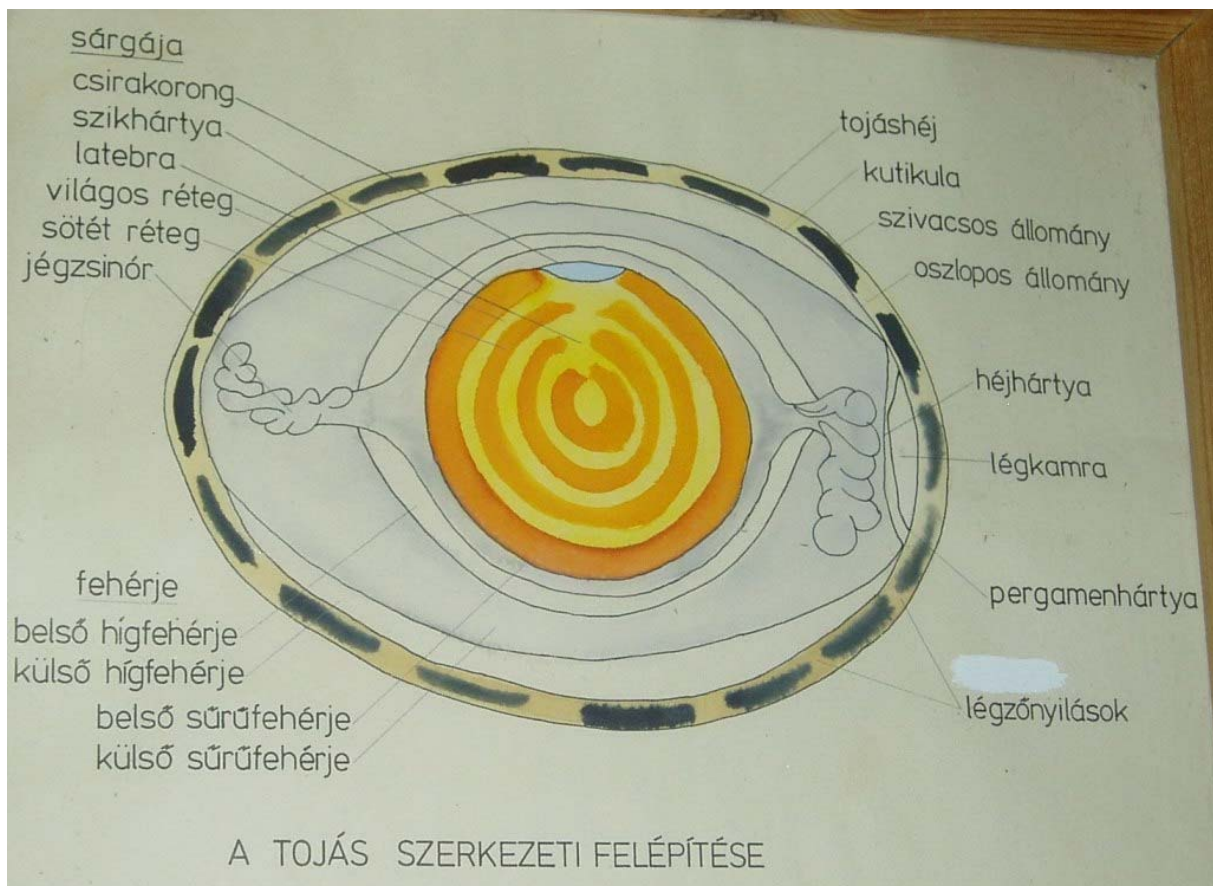 sárgája
csirakorong
szikhártya
latebra
világos réteg
sötét réteg
jégzsinór
tojáshéj
kutikula
szivacsos állomány
oszlopos állomány
héjhártya
légkamra
pergamenhártya
légzőnyilások
fehérje
belső hígfehérje
külső hígfehérje
belső sűrűfehérje
külső sűrűfehérje
A TOJÁS SZERKEZETI FELÉPÍTÉSE